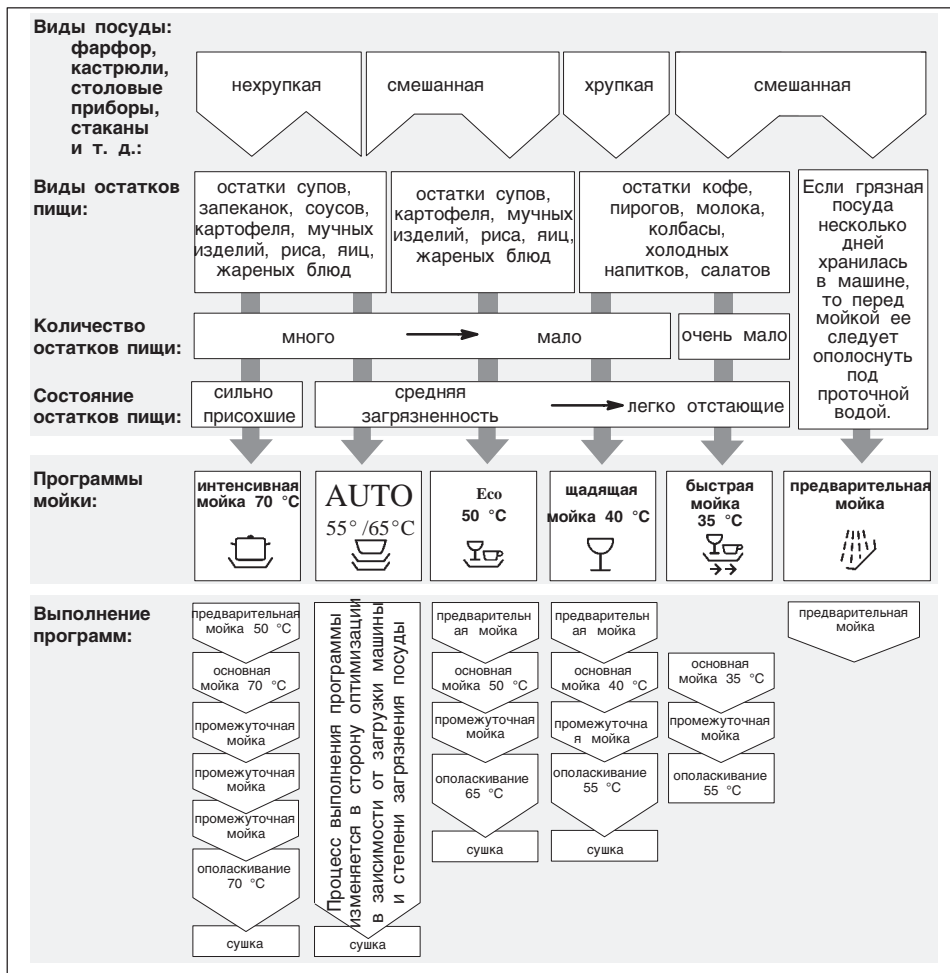 Виды посуды:
фарфор,
кастрюли,
столовые
приборы,
стаканы
и т. д.:
нехрупкая
смешанная
хрупкая
смешанная
Виды остатков
пищи:
остатки супов,
запеканок, соусов,
картофеля, мучных
изделий, риса, яиц,
жареных блюд
остатки супов,
картофеля, мучных
изделий, риса, яиц,
жареных блюд
остатки кофе,
пирогов, молока,
колбасы,
холодных
напитков, салатов
Если грязная
посуда
несколько
дней
хранилась
в машине,
то перед
мойкой ее
следует
ополоснуть
под
проточной
водой.
Количество
остатков пищи:
много
мало
очень мало
Состояние
остатков пищи:
сильно
присохшие
средняя
загрязненность
легко отстающие
Программы
мойки:
интенсивная
мойка 70 °C
AUTO
55° /65°C
Eco
50 °C
щадящая
мойка 40 °C
быстрая
мойка
35 °C
предварительная
мойка
Выполнение
программ:
предварительная
мойка 50 °C
основная
мойка 70 °C
промежуточная
мойка
промежуточная
мойка
промежуточная
мойка
ополаскивание
70 °C
сушка
Процесс выполнения программы
изменяется в сторону оптимизации
в заисимости от загрузки машины
и степени загрязнения посуды
сушка
предварительн
ая мойка
основная
мойка 50 °C
промежуточная
мойка
ополаскивание
65 °C
сушка
предварительн
ая мойка
основная
мойка 40 °C
промежуточна
я мойка
ополаскивание
55 °C
сушка
основная
мойка 35 °C
промежуточная
мойка
ополаскивание
55 °C
предварительная
мойка